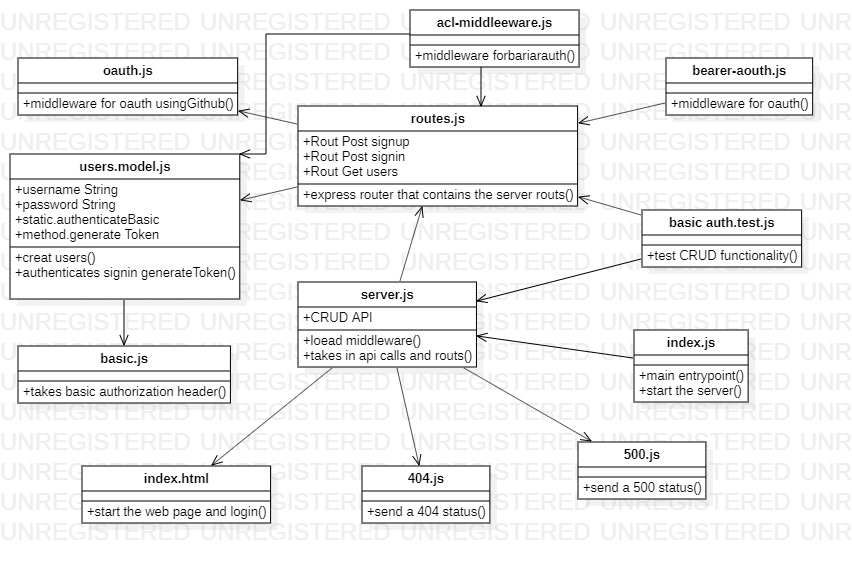 acl-middleeware.js
+middleware forbariarauth()
oauth.js
+middleware for oauth usingGithub()
bearer-aouth.js
+middleware for oauth()
routes.js
+Rout Post signup
+Rout Post signin
+Rout Get users
+express router that contains the server routs()
users.model.js
+username String
+password String
+static.authenticateBasic
+method.generate Token
+creat users()
+authenticates signin generateToken()
basic auth.test.js
+test CRUD functionality()
server.js
+CRUD API
+loead middleware()
+takes in api calls and routs()
index.js
+main entrypoint()
+start the server()
basic.js
+takes basic authorization header()
500.js
+send a 500 status()
index.html
+start the web page and login()
404.js
+send a 404 status()
UNREGISTERED